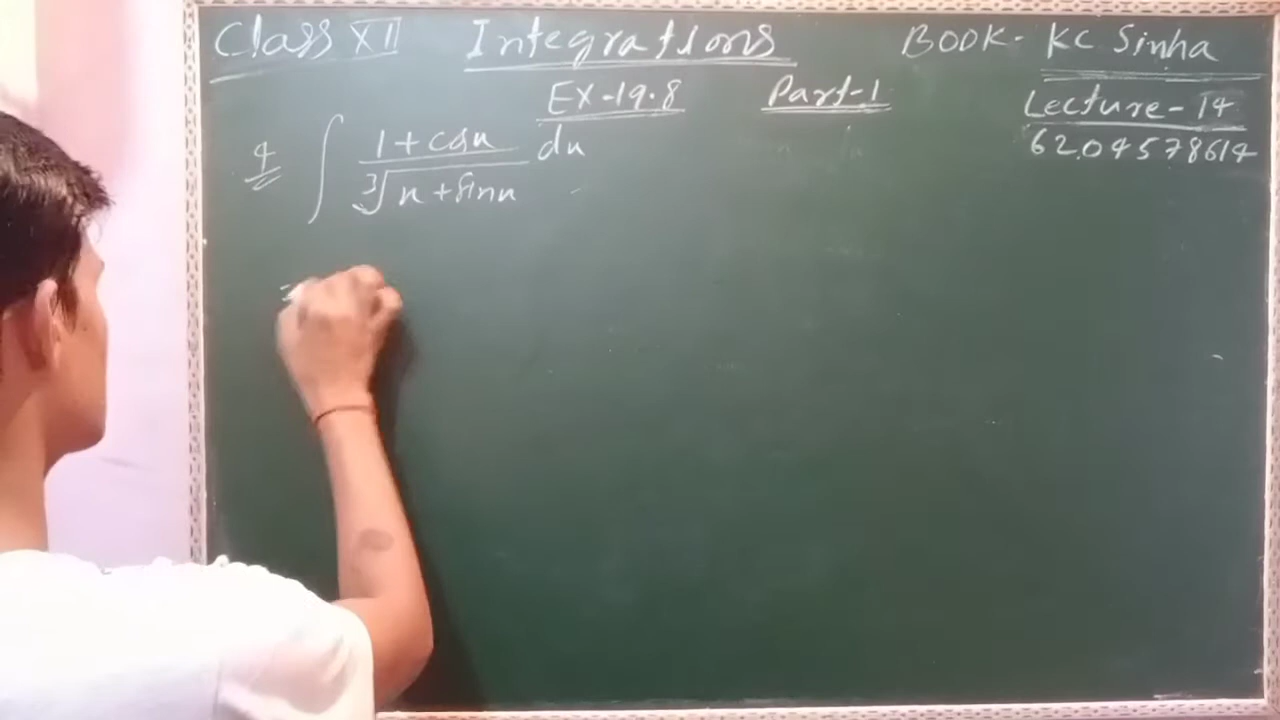 Class XII Integrations BOOK- KC Sinha
EX-19.8 Part-1 Lecture-14
6204578614
4 ∫ (1+cosx)/(∛(x+sinx)) dx
=